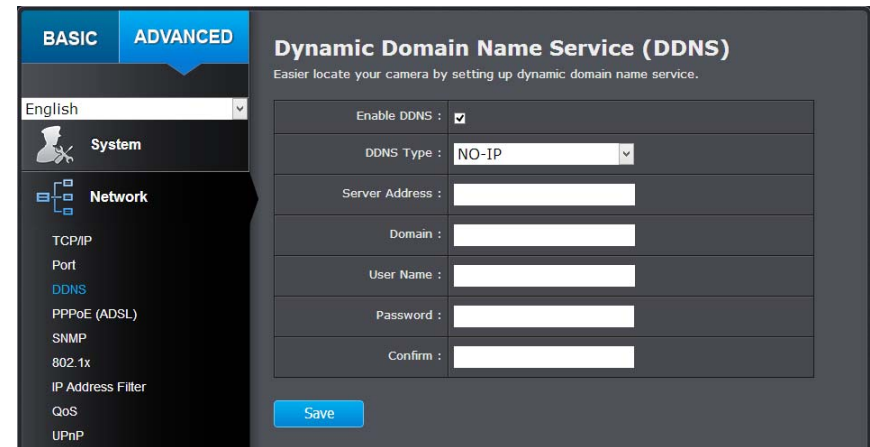 BASIC ADVANCED
English
System
Network
TCP/IP
Port
DDNS
PPPoE (ADSL)
SNMP
802.1x
IP Address Filter
QoS
UPnP
Dynamic Domain Name Service (DDNS)
Easier locate your camera by setting up dynamic domain name service.
Enable DDNS :
DDNS Type : NO-IP
Server Address :
Domain :
User Name :
Password :
Confirm :
Save